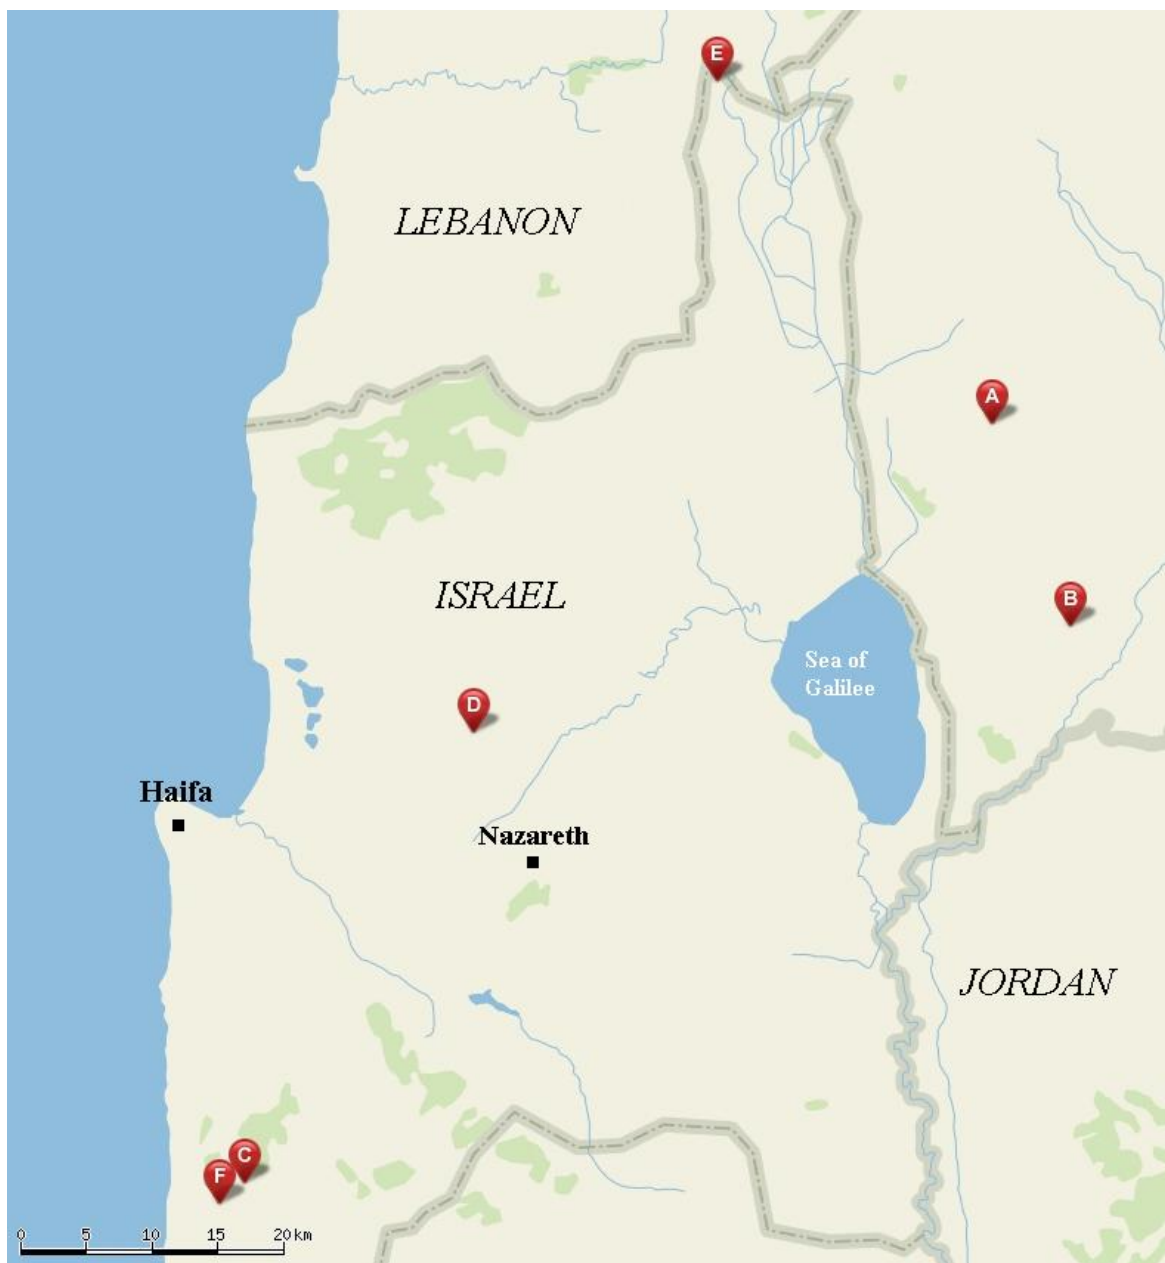 E
LEBANON
A
ISRAEL
B
Sea of
Galilee
D
Haifa
Nazareth
JORDAN
C
F
0 5 10 15 20 km